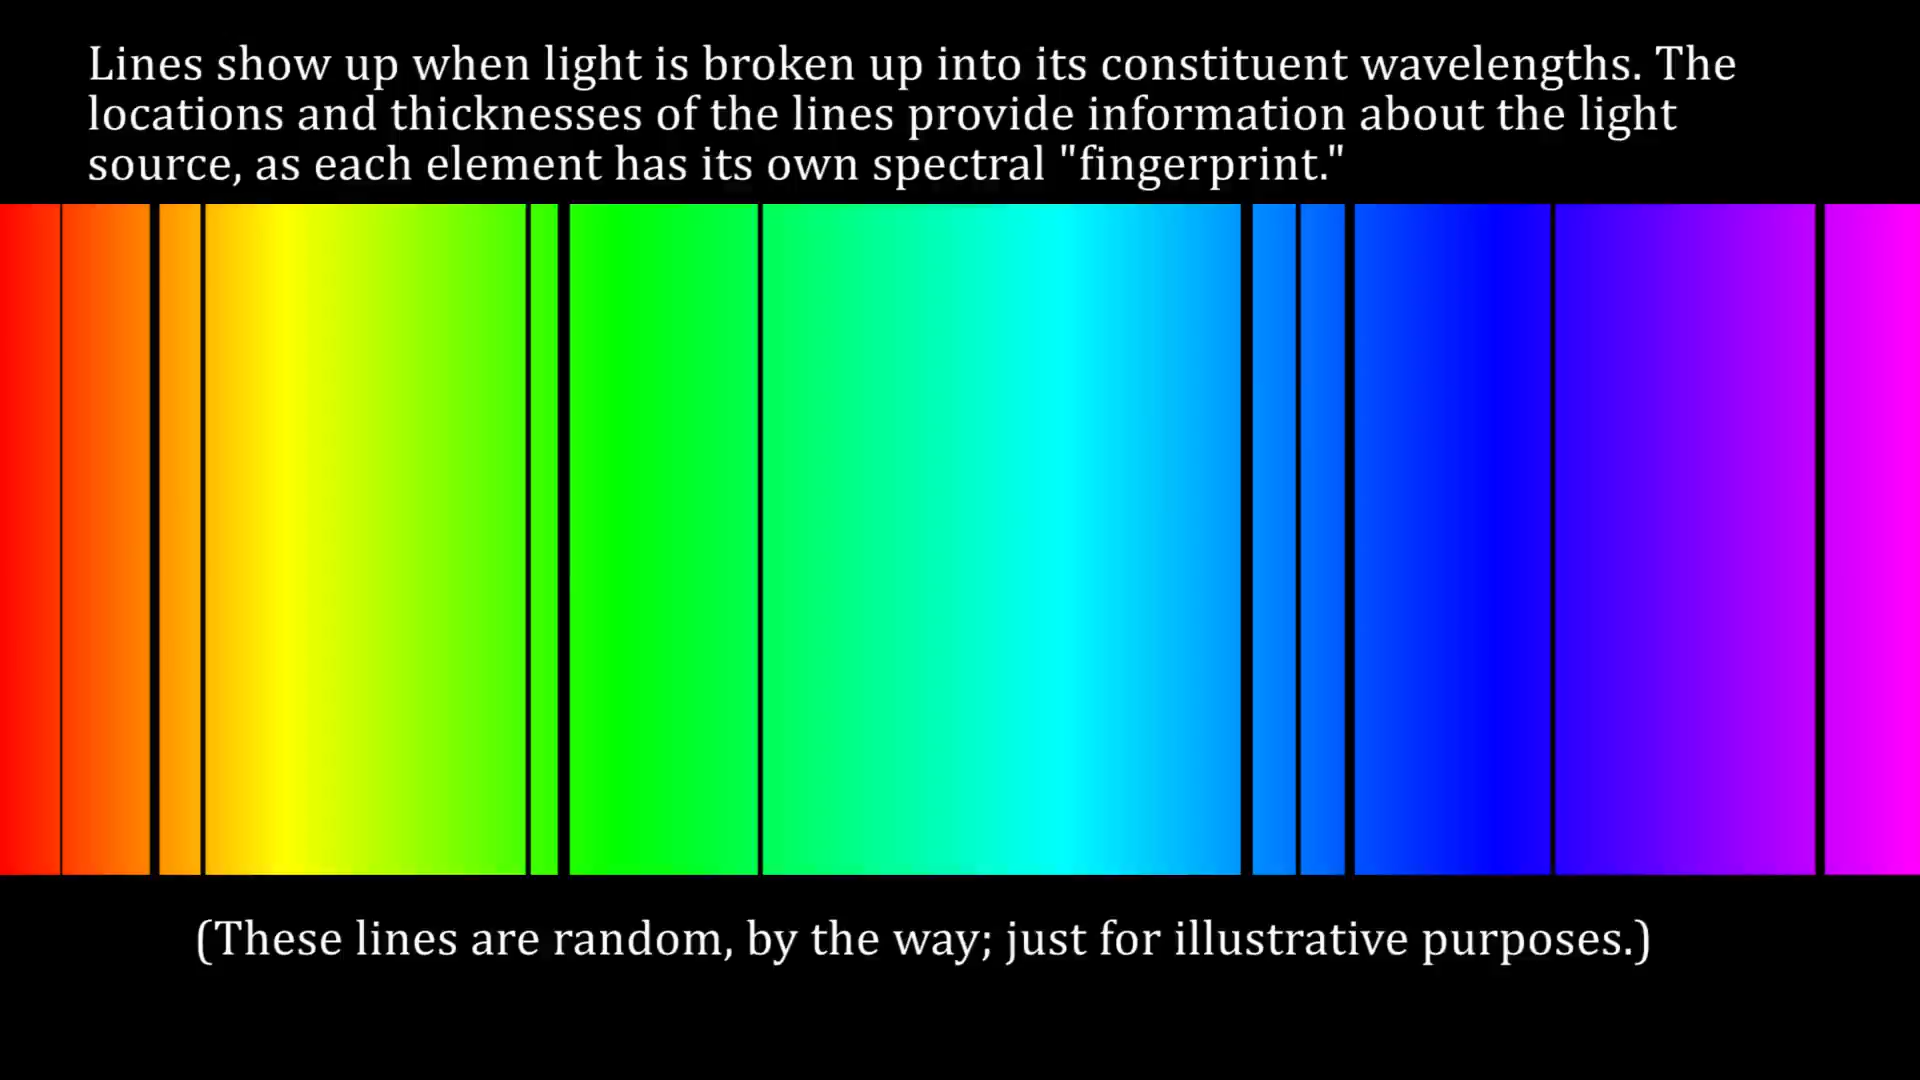 Lines show up when light is broken up into its constituent wavelengths. The
locations and thicknesses of the lines provide information about the light
source, as each element has its own spectral "fingerprint."
(These lines are random, by the way; just for illustrative purposes.)